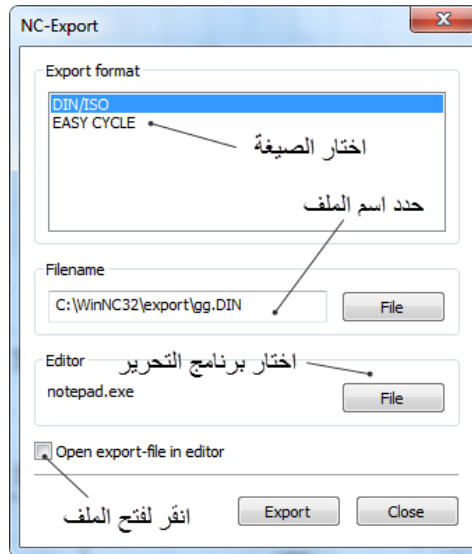 NC-Export
Export format
DIN/ISO
EASY CYCLE
اختار الصيغة
حدد اسم الملف
Filename
C:\WinNC32\export\gg.DIN
File
Editor
اختار برنامج التحرير
notepad.exe
File
Open export-file in editor
انقر لفتح الملف
Export
Close